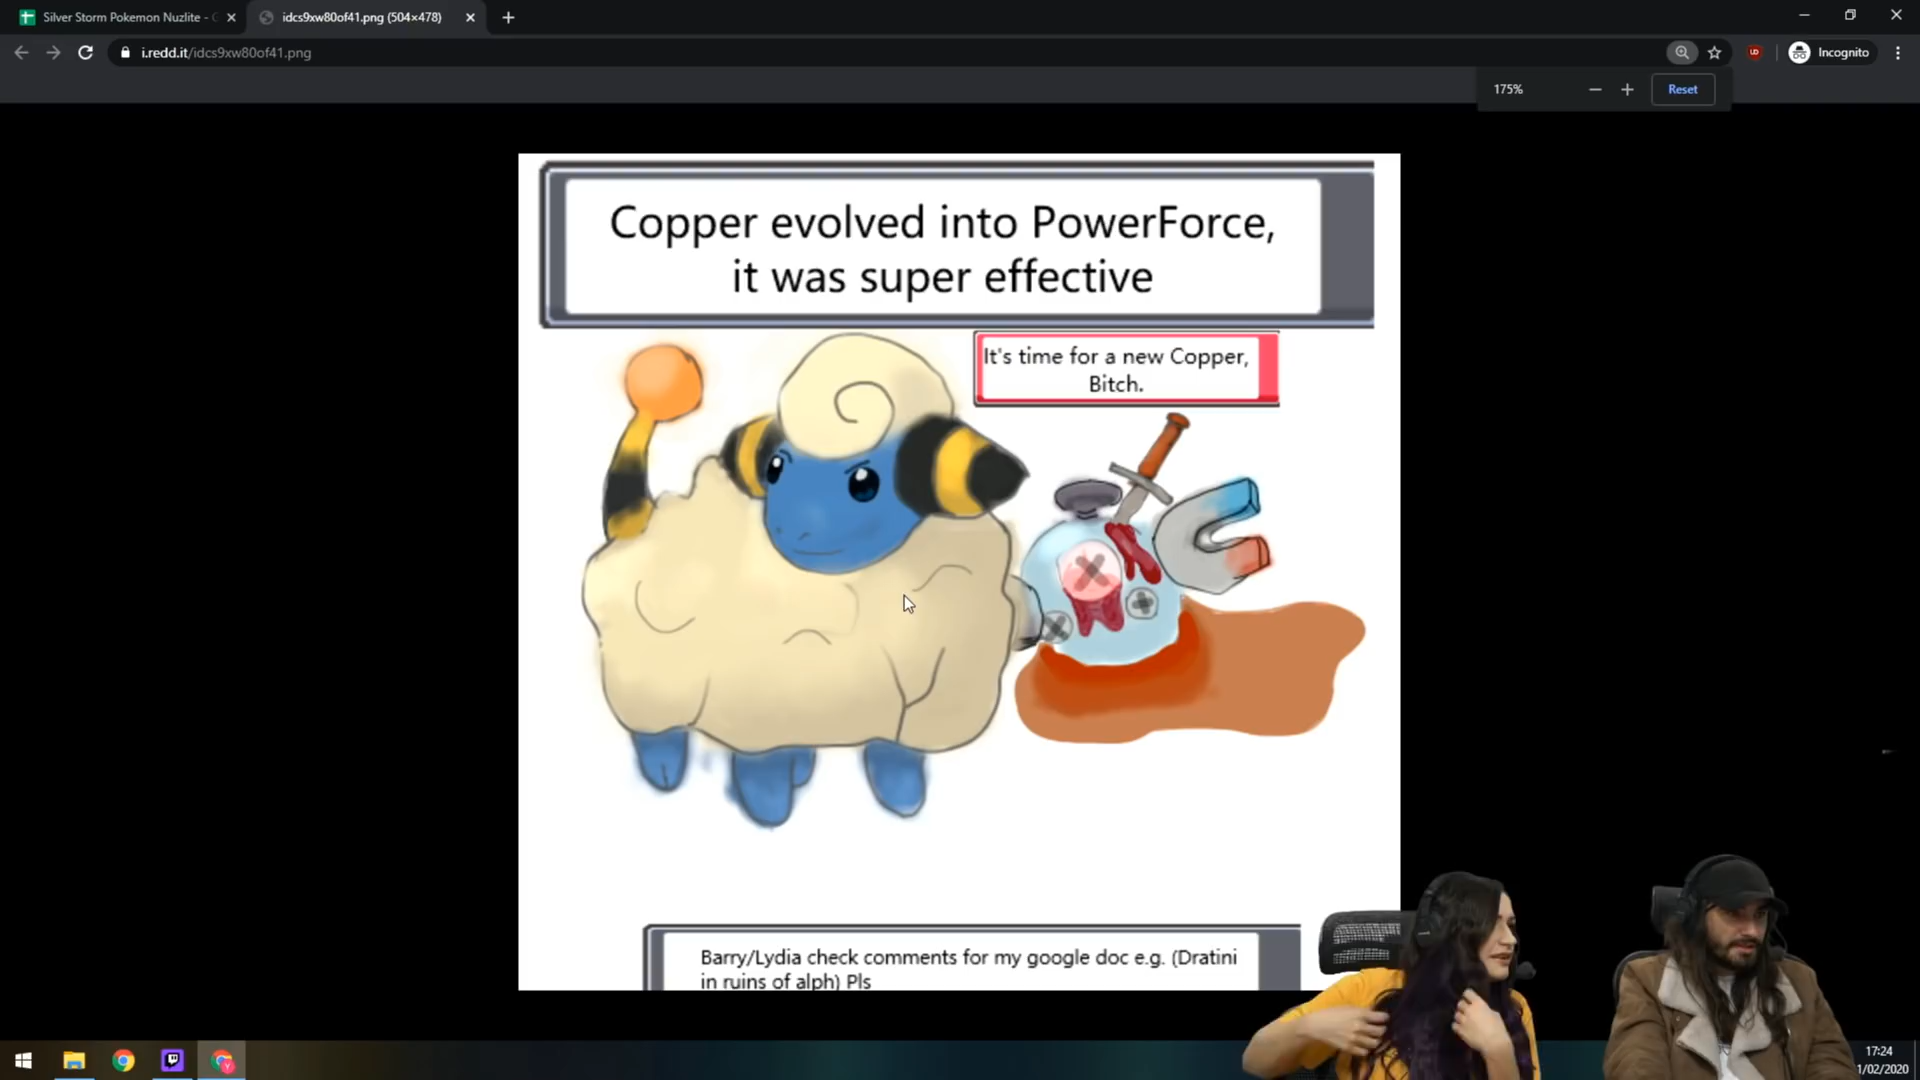 Silver Storm Pokemon Nuzlite -
idcs9xw80of41.png (504×478)
i.redd.it/idcs9xw80of41.png
Incognito
175%
Reset
Copper evolved into PowerForce,
it was super effective
It's time for a new Copper,
Bitch.
Barry/Lydia check comments for my google doc e.g. (Dratini
in ruins of alph) Pls
17:24
1/02/2020